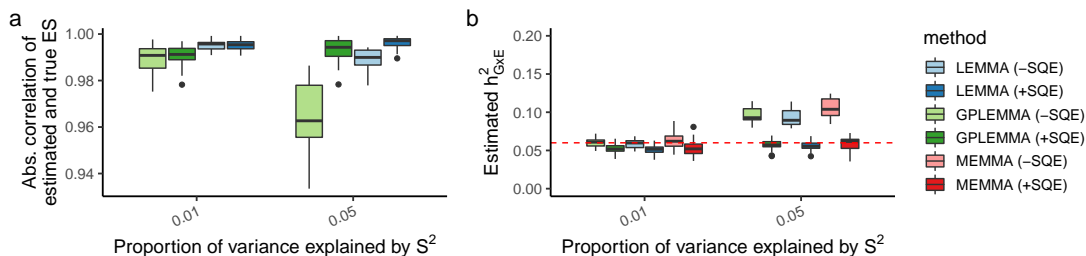 a
Abs. correlation of
estimated and true ES
1.00
0.98
0.96
0.94
0.01
0.05
Proportion of variance explained by S²
b
Estimated h²GxE
0.20
0.15
0.10
0.05
0.00
0.01
0.05
Proportion of variance explained by S²
method
LEMMA (−SQE)
LEMMA (+SQE)
GPLEMMA (−SQE)
GPLEMMA (+SQE)
MEMMA (−SQE)
MEMMA (+SQE)